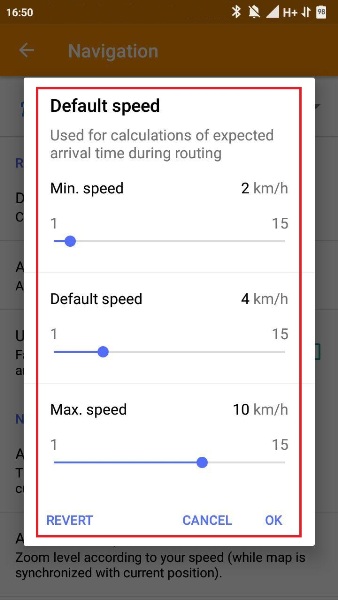 16:50
H+
98
Navigation
Default speed
Used for calculations of expected
arrival time during routing
Min. speed 2 km/h
1 15
Default speed 4 km/h
1 15
Max. speed 10 km/h
1 15
REVERT CANCEL OK
Zoom level according to your speed (while map is
synchronized with current position).